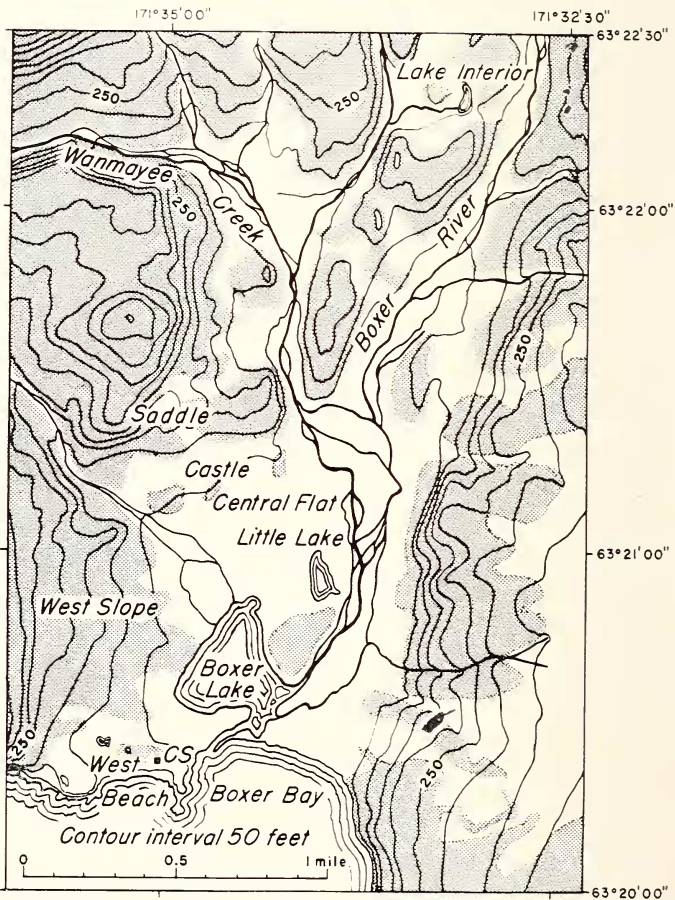 171°35'00"
171°32'30"
63°22'30"
Lake Interior
250
250
Wanmayee
Creek
250
63°22'00"
River
Boxer
250
Saddle
Castle
Central Flat
Little Lake
63°21'00"
West Slope
Boxer
Lake
250
West
CS
Beach
Boxer Bay
250
Contour interval 50 feet
0
0.5
1 mile
63°20'00"